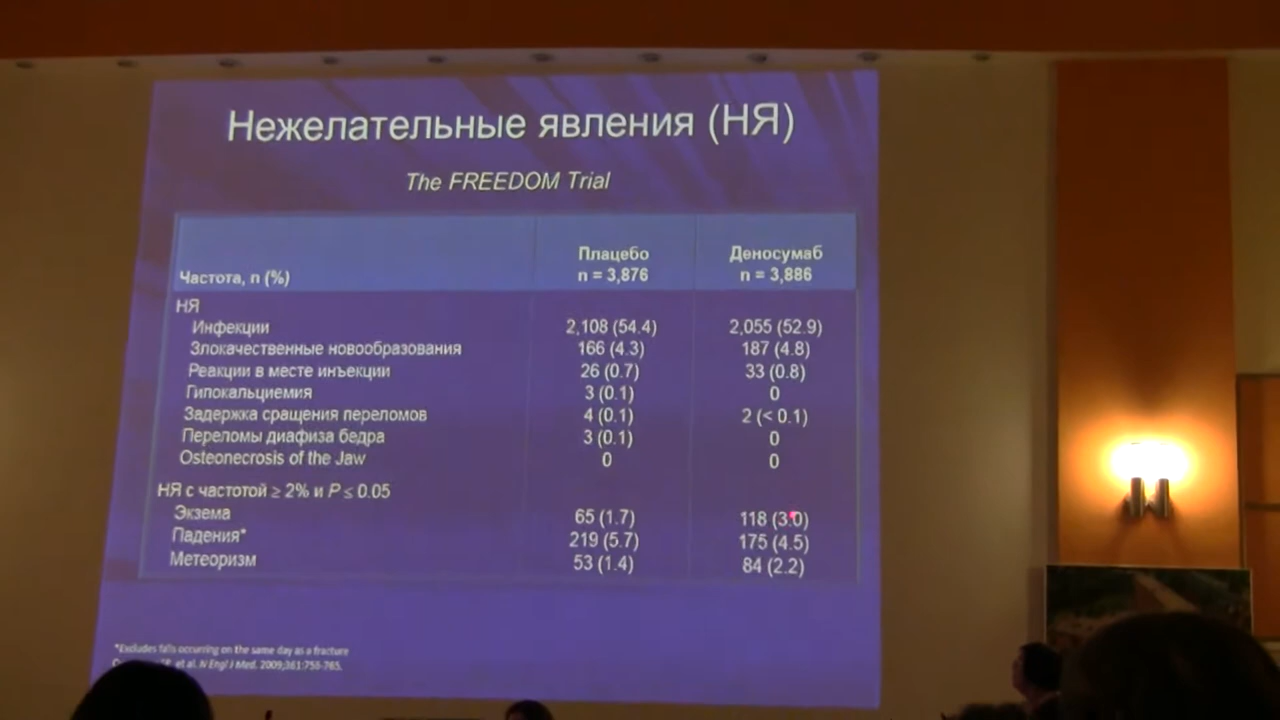 Нежелательные явления (НЯ)
The FREEDOM Trial
Частота, n (%) Плацебо n = 3,876 Деносумаб n = 3,886
НЯ
Инфекции 2,108 (54.4) 2,055 (52.9)
Злокачественные новообразования 166 (4.3) 187 (4.8)
Реакции в месте инъекции 26 (0.7) 33 (0.8)
Гипокальциемия 3 (0.1) 0
Задержка сращения переломов 4 (0.1) 2 (< 0.1)
Переломы диафиза бедра 3 (0.1) 0
Osteonecrosis of the Jaw 0 0
НЯ с частотой ≥ 2% и P ≤ 0.05
Экзема 65 (1.7) 118 (3.0)
Падения* 219 (5.7) 175 (4.5)
Метеоризм 53 (1.4) 84 (2.2)
*Excludes falls occurring on the same day as a fracture
et al. N Engl J Med. 2009;361:756-765.